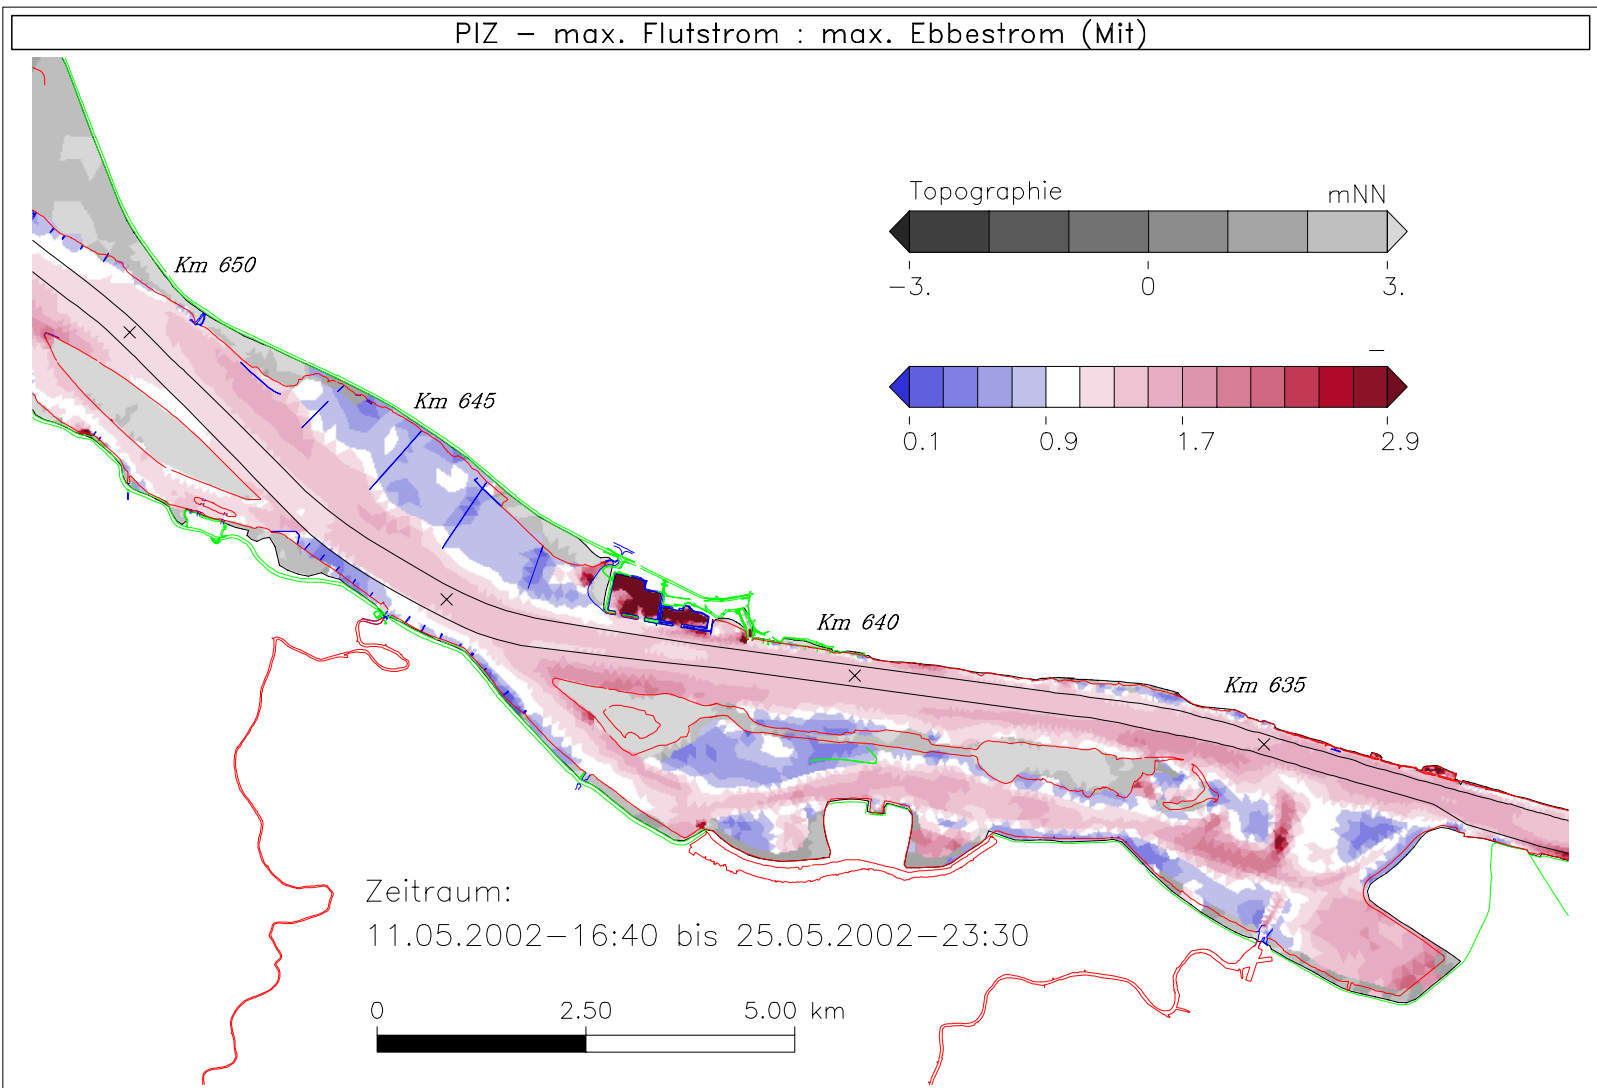 PIZ – max. Flutstrom : max. Ebbestrom (Mit)
Topographie mNN
-3. 0 3.
Km 650
–
Km 645
0.1 0.9 1.7 2.9
Km 640
Km 635
Zeitraum:
11.05.2002-16:40 bis 25.05.2002-23:30
0 2.50 5.00 km